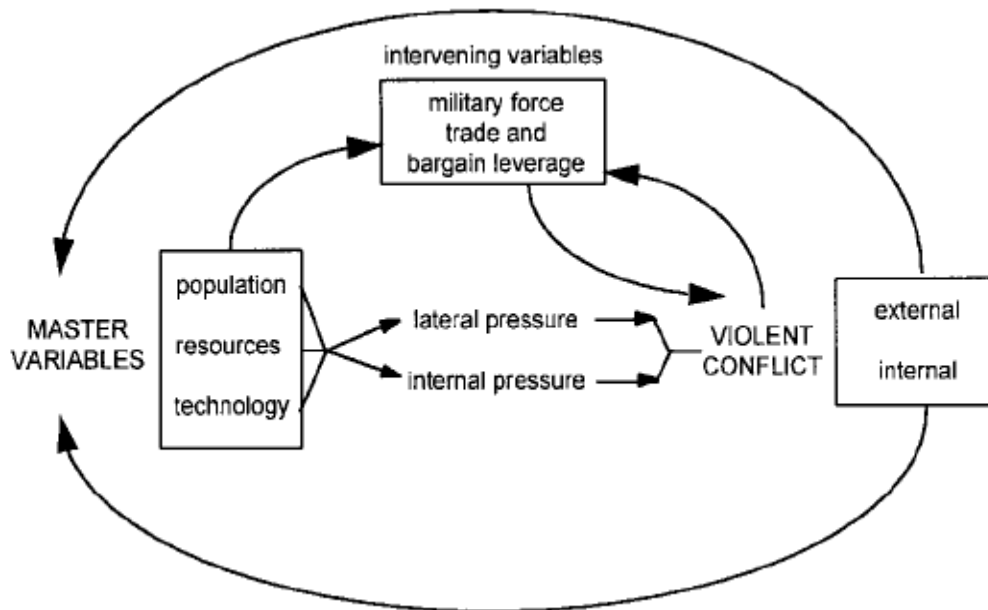 intervening variables
military force
trade and
bargain leverage
MASTER
VARIABLES
population
resources
technology
lateral pressure
internal pressure
VIOLENT
CONFLICT
external
internal